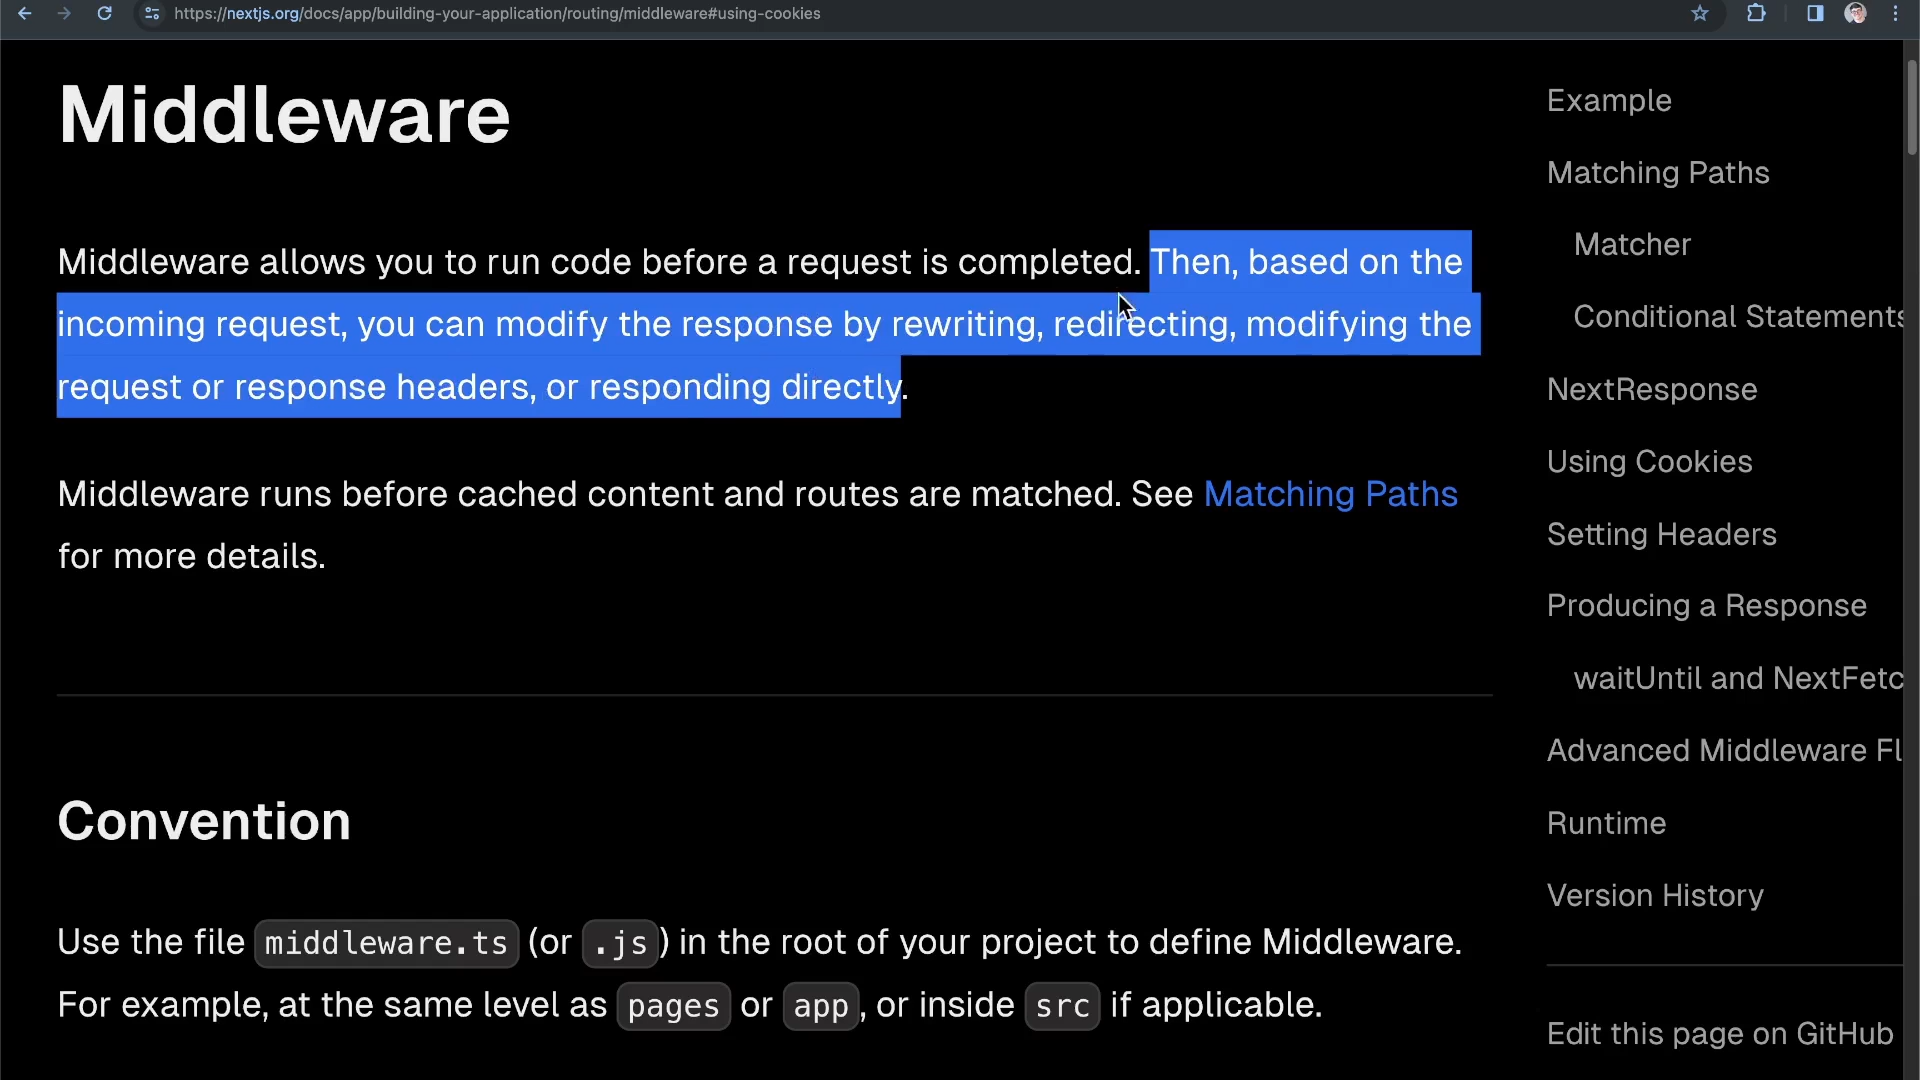 https://nextjs.org/docs/app/building-your-application/routing/middleware#using-cookies
Middleware
Middleware allows you to run code before a request is completed. Then, based on the
incoming request, you can modify the response by rewriting, redirecting, modifying the
request or response headers, or responding directly.
Middleware runs before cached content and routes are matched. See Matching Paths
for more details.
Convention
Use the file middleware.ts (or .js) in the root of your project to define Middleware.
For example, at the same level as pages or app, or inside src if applicable.
Example
Matching Paths
Matcher
Conditional Statements
NextResponse
Using Cookies
Setting Headers
Producing a Response
waitUntil and NextFetc
Advanced Middleware Fl
Runtime
Version History
Edit this page on GitHub